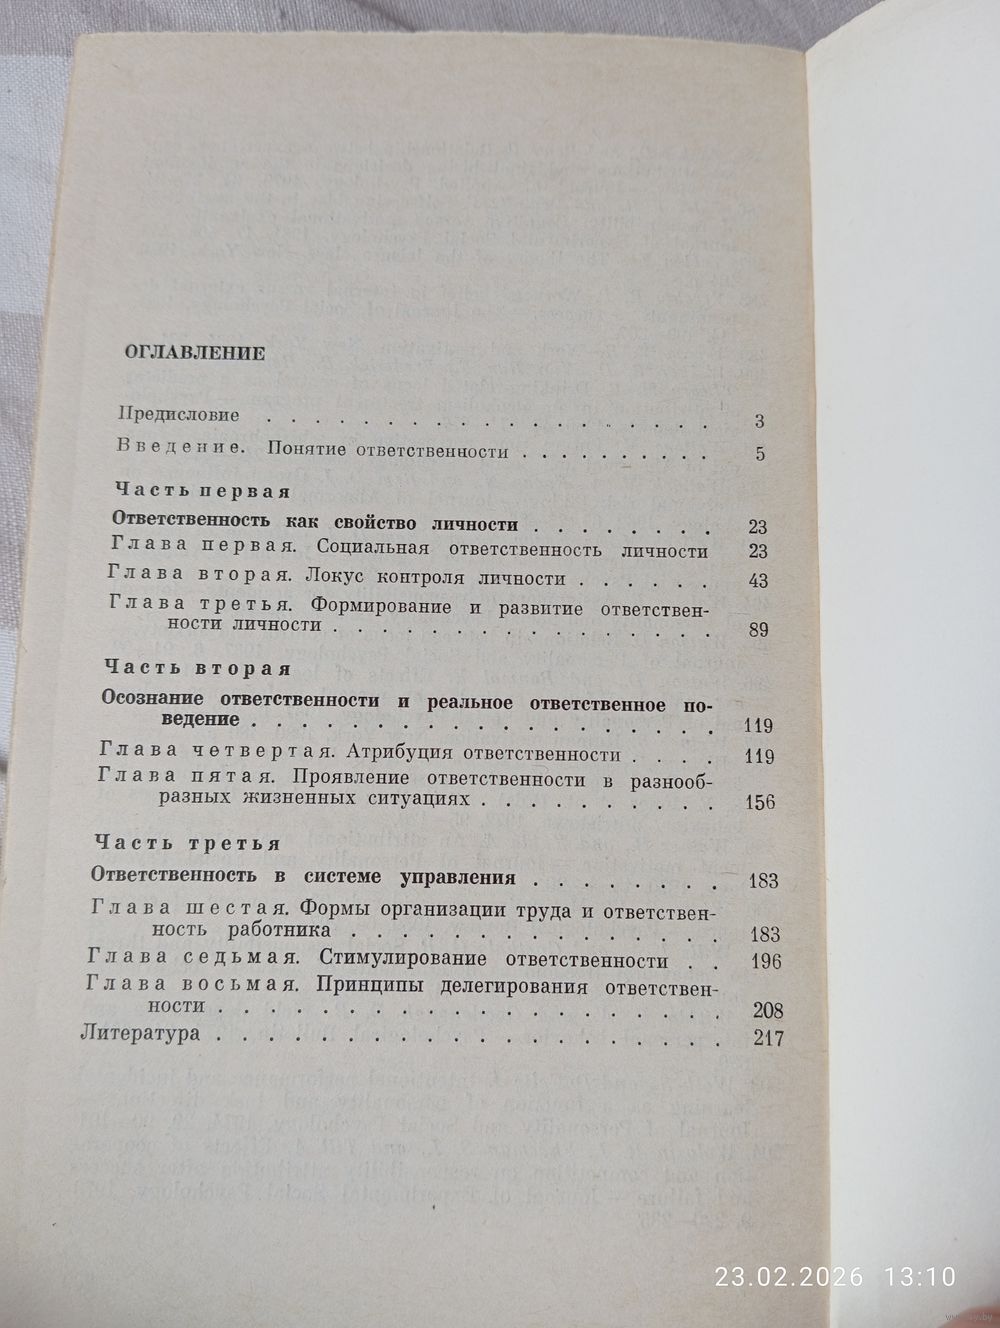 ОГЛАВЛЕНИЕ
Предисловие . . . . . . . . . . . . . . . . . . 3
Введение. Понятие ответственности . . . . . . . . . . 5
Часть первая
Ответственность как свойство личности . . . . . . . . 23
Глава первая. Социальная ответственность личности 23
Глава вторая. Локус контроля личности . . . . . . 43
Глава третья. Формирование и развитие ответствен-
ности личности . . . . . . . . . . . . . . . . 89
Часть вторая
Осознание ответственности и реальное ответственное по-
ведение . . . . . . . . . . . . . . . . . . 119
Глава четвертая. Атрибуция ответственности . . . . 119
Глава пятая. Проявление ответственности в разнооб-
разных жизненных ситуациях . . . . . . . . . . 156
Часть третья
Ответственность в системе управления . . . . . . . . 183
Глава шестая. Формы организации труда и ответствен-
ность работника . . . . . . . . . . . . . . 183
Глава седьмая. Стимулирование ответственности . . 196
Глава восьмая. Принципы делегирования ответствен-
ности . . . . . . . . . . . . . . . . . . . 208
Литература . . . . . . . . . . . . . . . . . . 217
23.02.2026 13:10